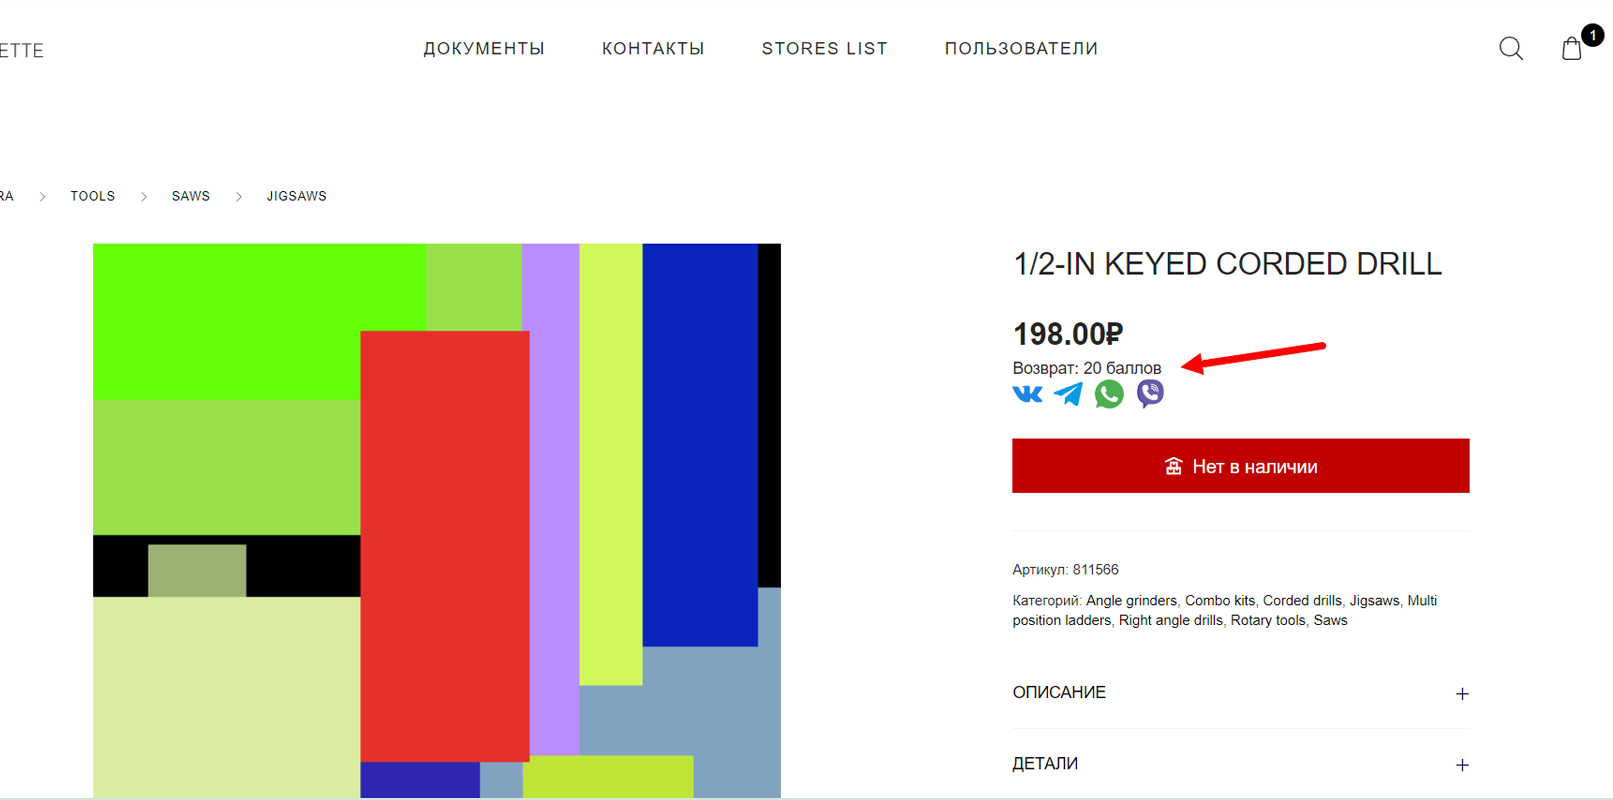 ETTE
ДОКУМЕНТЫ
КОНТАКТЫ
STORES LIST
ПОЛЬЗОВАТЕЛИ
1
RA > TOOLS > SAWS > JIGSAWS
1/2-IN KEYED CORDED DRILL
198.00₽
Возврат: 20 баллов
Нет в наличии
Артикул: 811566
Категорий: Angle grinders, Combo kits, Corded drills, Jigsaws, Multi
position ladders, Right angle drills, Rotary tools, Saws
ОПИСАНИЕ +
ДЕТАЛИ +